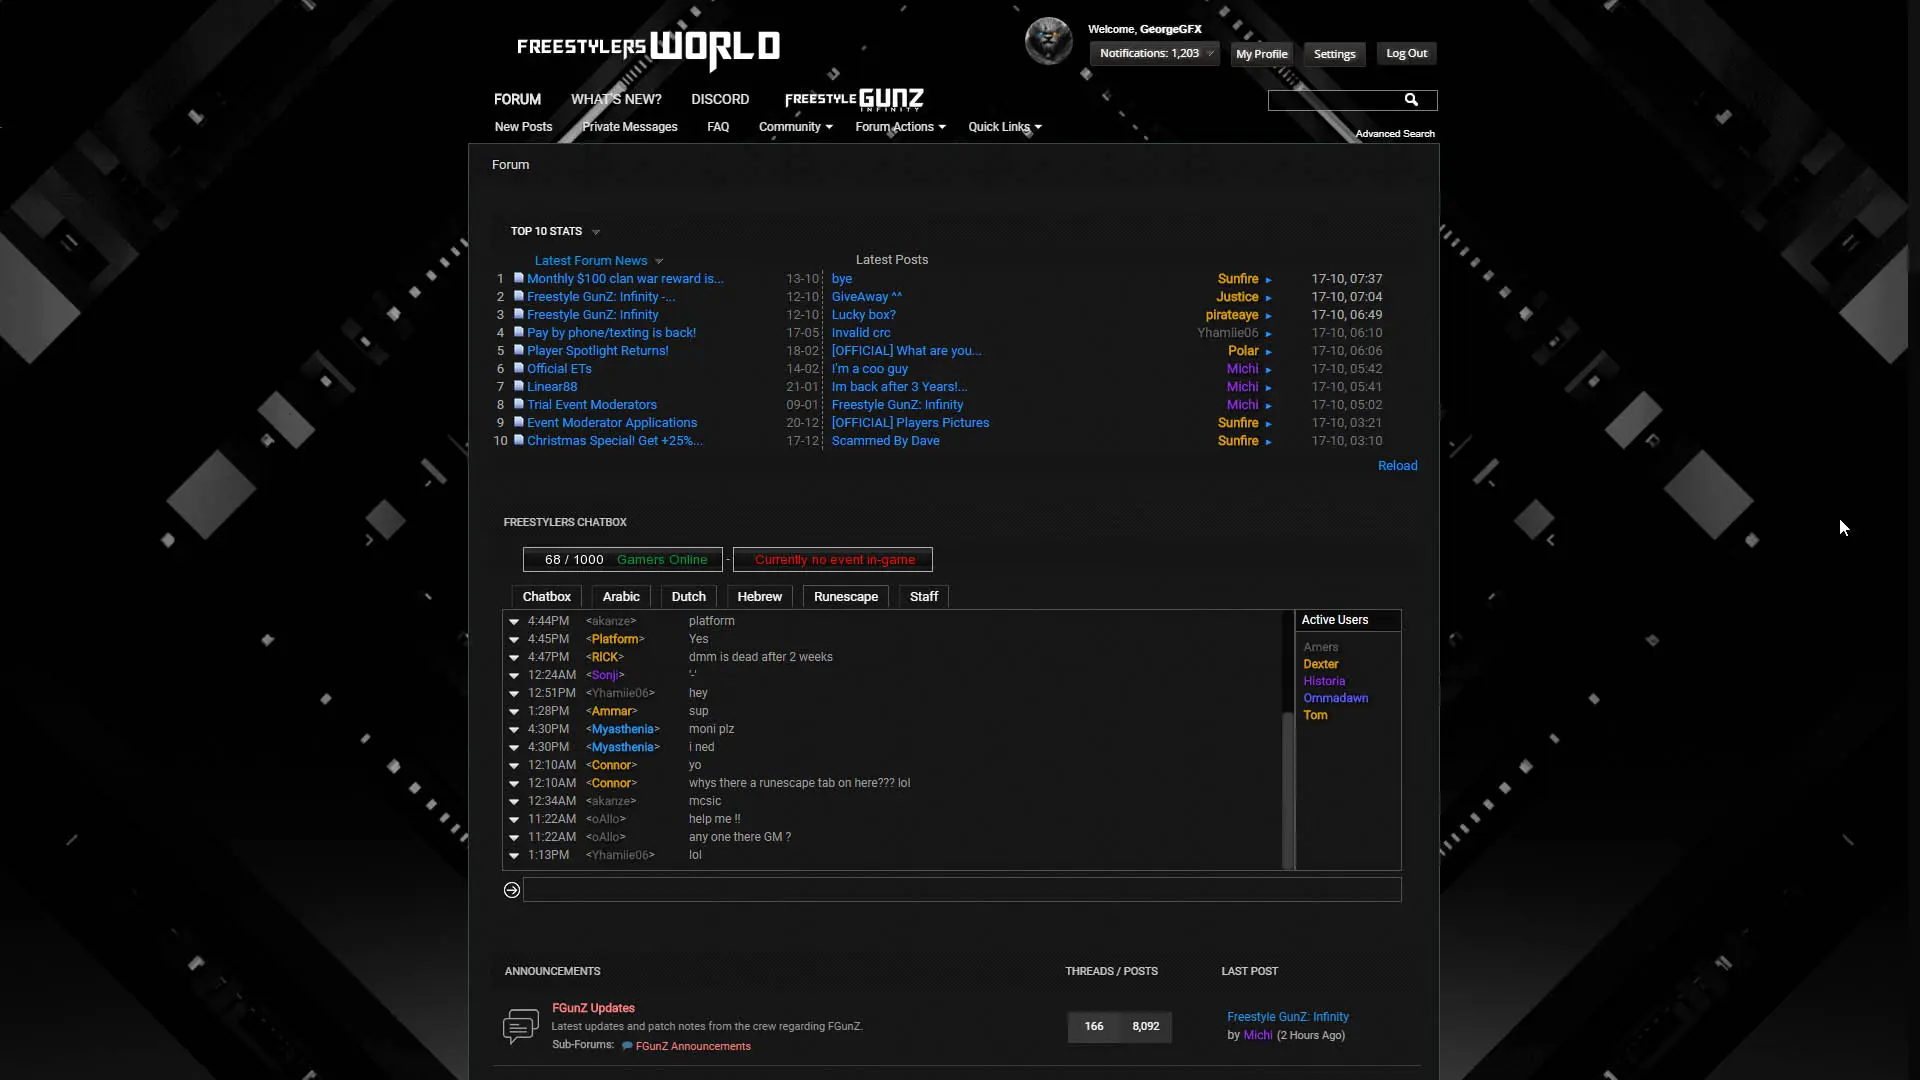 FREESTYLERS WORLD
Welcome, GeorgeGFX
Notifications: 1,203 My Profile Settings Log Out
FORUM WHAT'S NEW? DISCORD FREESTYLE GUNZ INFINITY
New Posts Private Messages FAQ Community Forum Actions Quick Links
Advanced Search
Forum
TOP 10 STATS
Latest Forum News Latest Posts
1 Monthly $100 clan war reward is... 13-10 bye Sunfire 17-10, 07:37
2 Freestyle GunZ: Infinity -... 12-10 GiveAway ^^ Justice 17-10, 07:04
3 Freestyle GunZ: Infinity 12-10 Lucky box? pirateaye 17-10, 06:49
4 Pay by phone/texting is back! 17-05 Invalid crc Yhamiie06 17-10, 06:10
5 Player Spotlight Returns! 18-02 [OFFICIAL] What are you... Polar 17-10, 06:06
6 Official ETs 14-02 I'm a coo guy Michi 17-10, 05:42
7 Linear88 21-01 Im back after 3 Years!... Michi 17-10, 05:41
8 Trial Event Moderators 09-01 Freestyle GunZ: Infinity Michi 17-10, 05:02
9 Event Moderator Applications 20-12 [OFFICIAL] Players Pictures Sunfire 17-10, 03:21
10 Christmas Special! Get +25%... 17-12 Scammed By Dave Sunfire 17-10, 03:10
Reload
FREESTYLERS CHATBOX
68 / 1000 Gamers Online - Currently no event in-game
Chatbox Arabic Dutch Hebrew Runescape Staff
4:44PM <akanze> platform
4:45PM <Platform> Yes
4:47PM <RICK> dmm is dead after 2 weeks
12:24AM <Sonji> '-'
12:51PM <Yhamiie06> hey
1:28PM <Ammar> sup
4:30PM <Myasthenia> moni plz
4:30PM <Myasthenia> i ned
12:10AM <Connor> yo
12:10AM <Connor> whys there a runescape tab on here??? lol
12:34AM <akanze> mcsic
11:22AM <oAllo> help me !!
11:22AM <oAllo> any one there GM ?
1:13PM <Yhamiie06> lol
Active Users
Amers
Dexter
Historia
Ommadawn
Tom
ANNOUNCEMENTS THREADS / POSTS LAST POST
FGunZ Updates
Latest updates and patch notes from the crew regarding FGunZ.
Sub-Forums: FGunZ Announcements
166 8,092
Freestyle GunZ: Infinity
by Michi (2 Hours Ago)